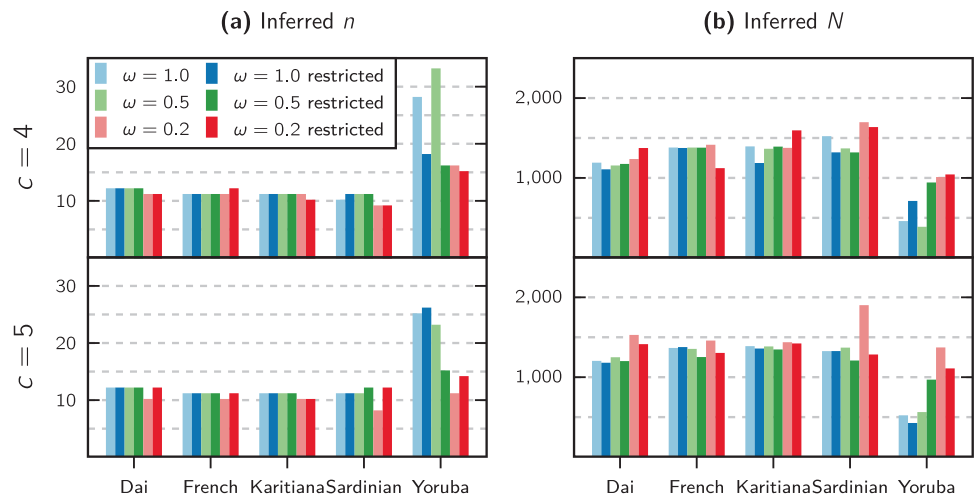 (a) Inferred n
(b) Inferred N
c = 4
30
20
10
ω = 1.0
ω = 1.0 restricted
ω = 0.5
ω = 0.5 restricted
ω = 0.2
ω = 0.2 restricted
2,000
1,000
c = 5
30
20
10
2,000
1,000
Dai French Karitiana Sardinian Yoruba
Dai French Karitiana Sardinian Yoruba